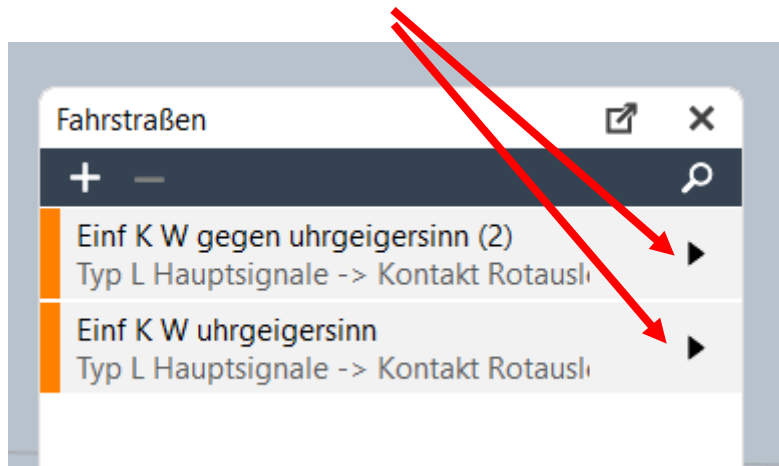 Fahrstraßen
Einf K W gegen uhrgeigersinn (2)
Typ L Hauptsignale -> Kontakt
Einf K W uhrgeigersinn
Typ L Hauptsignale -> Kontakt